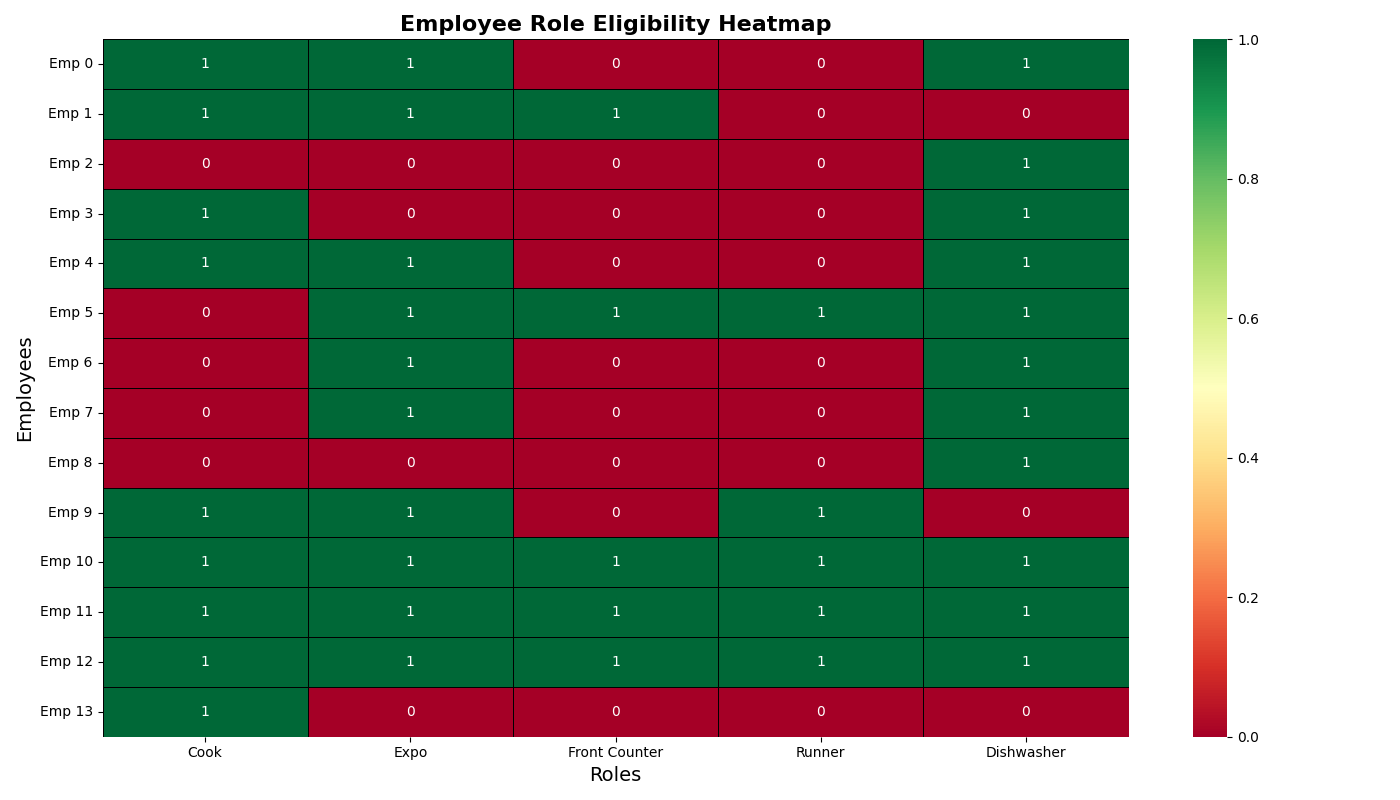 Employee Role Eligibility Heatmap
Employees
Emp 0 1 1 0 0 1
Emp 1 1 1 1 0 0
Emp 2 0 0 0 0 1
Emp 3 1 0 0 0 1
Emp 4 1 1 0 0 1
Emp 5 0 1 1 1 1
Emp 6 0 1 0 0 1
Emp 7 0 1 0 0 1
Emp 8 0 0 0 0 1
Emp 9 1 1 0 1 0
Emp 10 1 1 1 1 1
Emp 11 1 1 1 1 1
Emp 12 1 1 1 1 1
Emp 13 1 0 0 0 0
Cook Expo Front Counter Runner Dishwasher
Roles
1.0
0.8
0.6
0.4
0.2
0.0